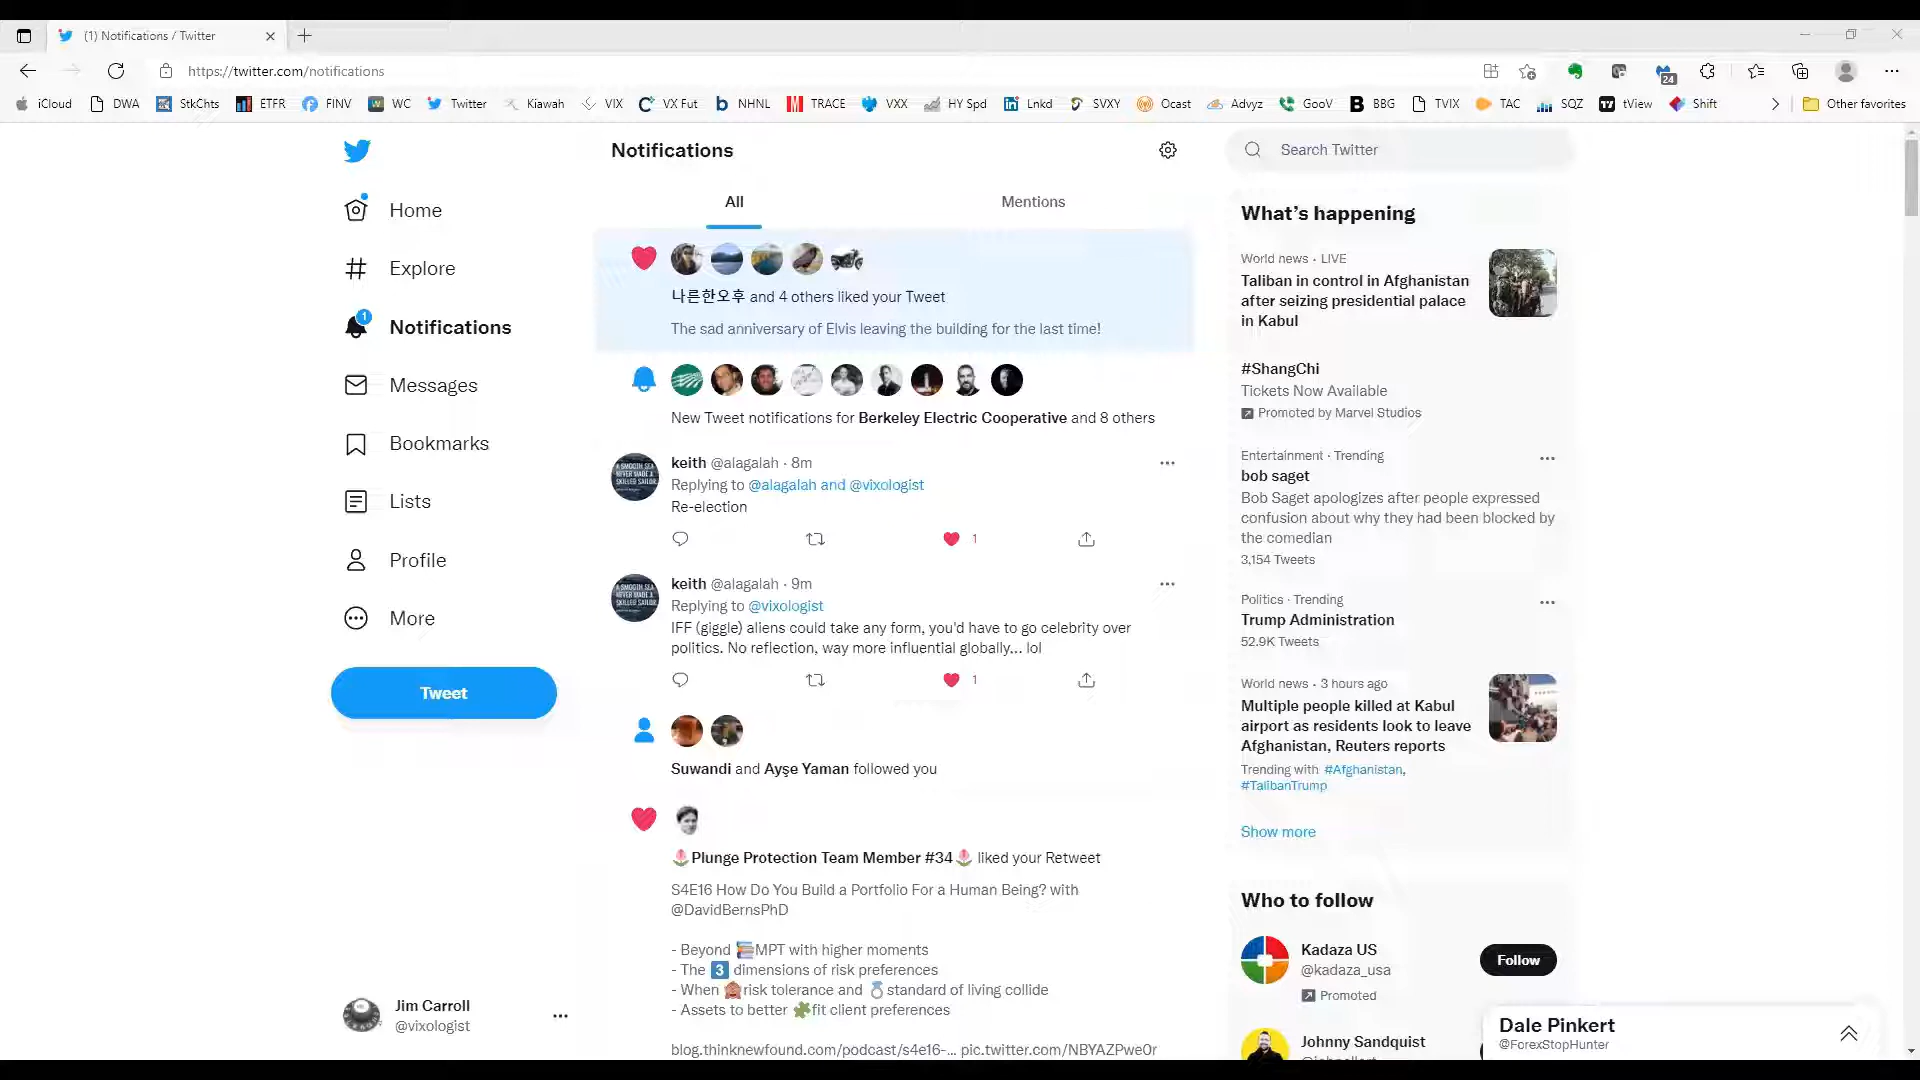 (1) Notifications / Twitter
https://twitter.com/notifications
24
iCloud DWA StkChts ETFR FINV WC Twitter Kiawah VIX VX Fut NHNL TRACE VXX HY Spd Lnkd SVXY Ocast Advyz GooV BBG TVIX TAC SQZ tView Shift Other favorites
Home
Explore
1
Notifications
Messages
Bookmarks
Lists
Profile
More
Tweet
Jim Carroll
@vixologist
Notifications
All Mentions
나른한오후 and 4 others liked your Tweet
The sad anniversary of Elvis leaving the building for the last time!
New Tweet notifications for Berkeley Electric Cooperative and 8 others
keith @alagalah · 8m
Replying to @alagalah and @vixologist
Re-election
1
keith @alagalah · 9m
Replying to @vixologist
IFF (giggle) aliens could take any form, you'd have to go celebrity over
politics. No reflection, way more influential globally... lol
1
Suwandi and Ayşe Yaman followed you
🌷Plunge Protection Team Member #34🌷 liked your Retweet
S4E16 How Do You Build a Portfolio For a Human Being? with
@DavidBernsPhD
- Beyond 📚MPT with higher moments
- The 3️⃣ dimensions of risk preferences
- When 🙈risk tolerance and 💍standard of living collide
- Assets to better 🧩fit client preferences
blog.thinknewfound.com/podcast/s4e16-... pic.twitter.com/NBYAZPwe0r
Search Twitter
What's happening
World news · LIVE
Taliban in control in Afghanistan
after seizing presidential palace
in Kabul
#ShangChi
Tickets Now Available
Promoted by Marvel Studios
Entertainment · Trending
bob saget
Bob Saget apologizes after people expressed
confusion about why they had been blocked by
the comedian
3,154 Tweets
Politics · Trending
Trump Administration
52.9K Tweets
World news · 3 hours ago
Multiple people killed at Kabul
airport as residents look to leave
Afghanistan, Reuters reports
Trending with #Afghanistan,
#TalibanTrump
Show more
Who to follow
Kadaza US
@kadaza_usa
Promoted
Follow
Johnny Sandquist
Dale Pinkert
@ForexStopHunter